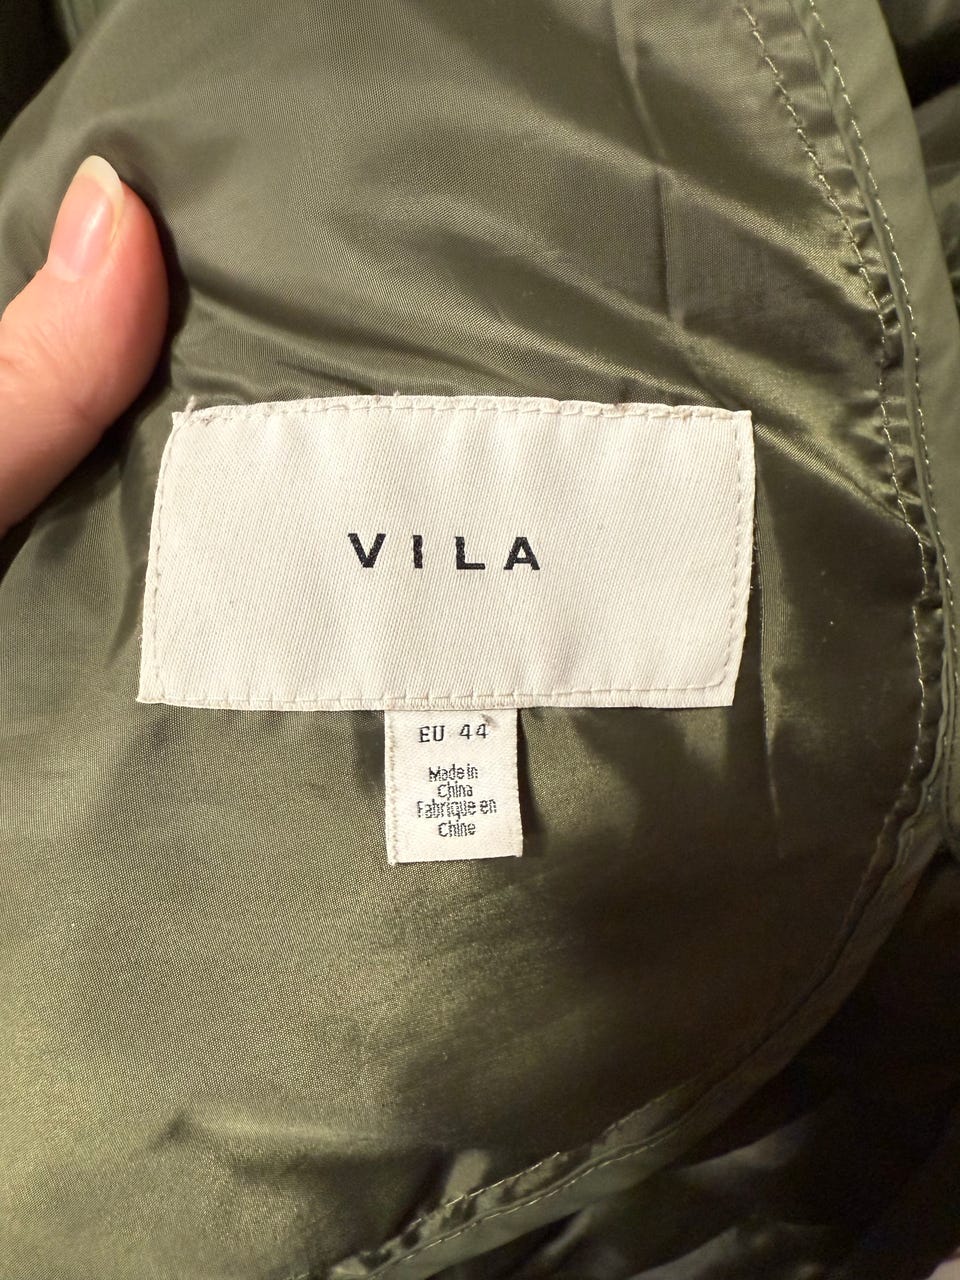 VILA
EU 44
Made in
China
Fabriqué en
Chine